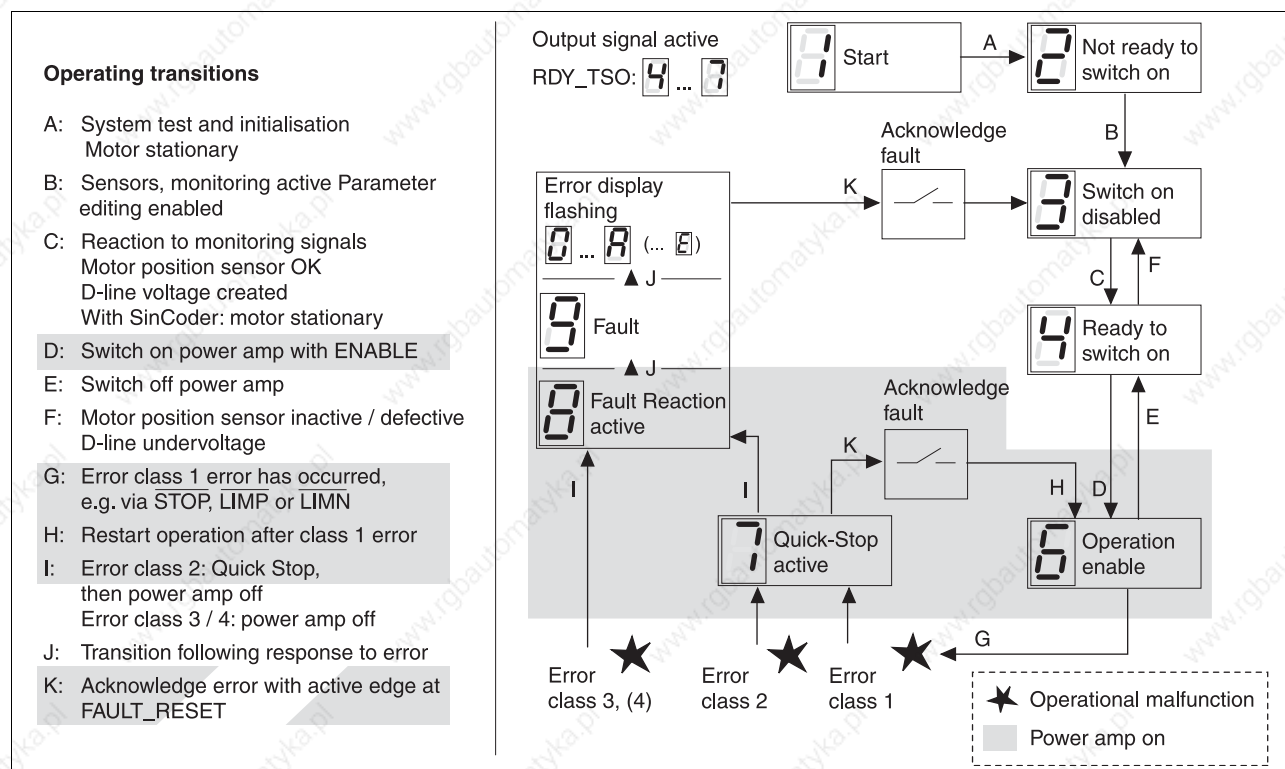 Operating transitions
A: System test and initialisation
Motor stationary
B: Sensors, monitoring active Parameter
editing enabled
C: Reaction to monitoring signals
Motor position sensor OK
D-line voltage created
With SinCoder: motor stationary
D: Switch on power amp with ENABLE
E: Switch off power amp
F: Motor position sensor inactive / defective
D-line undervoltage
G: Error class 1 error has occurred,
e.g. via STOP, LIMP or LIMN
H: Restart operation after class 1 error
I: Error class 2: Quick Stop,
then power amp off
Error class 3 / 4: power amp off
J: Transition following response to error
K: Acknowledge error with active edge at
FAULT_RESET
Output signal active
RDY_TSO: 4 ... 7
1 Start
A
2 Not ready to
switch on
B
Acknowledge
fault
K
3 Switch on
disabled
Error display
flashing
0 ... A (... E)
J
9 Fault
J
8 Fault Reaction
active
C
F
4 Ready to
switch on
Acknowledge
fault
K
E
I
I
H
D
7 Quick-Stop
active
6 Operation
enable
G
Error
class 3, (4)
Error
class 2
Error
class 1
Operational malfunction
Power amp on
www.rgbautomatyka.pl